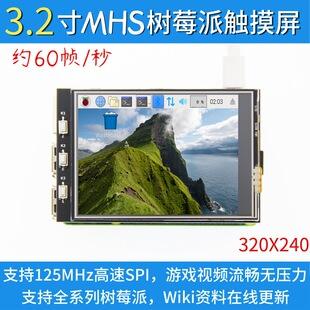 3.2寸MHS树莓派触摸屏
约60帧/秒
0 %
02:03
320X240
支持125MHz高速SPI，游戏视频流畅无压力
支持全系列树莓派，Wiki资料在线更新